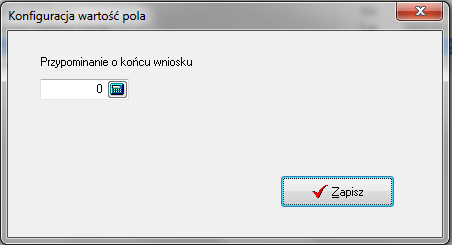 Konfiguracja wartość pola
Przypominanie o końcu wniosku
0
Zapisz